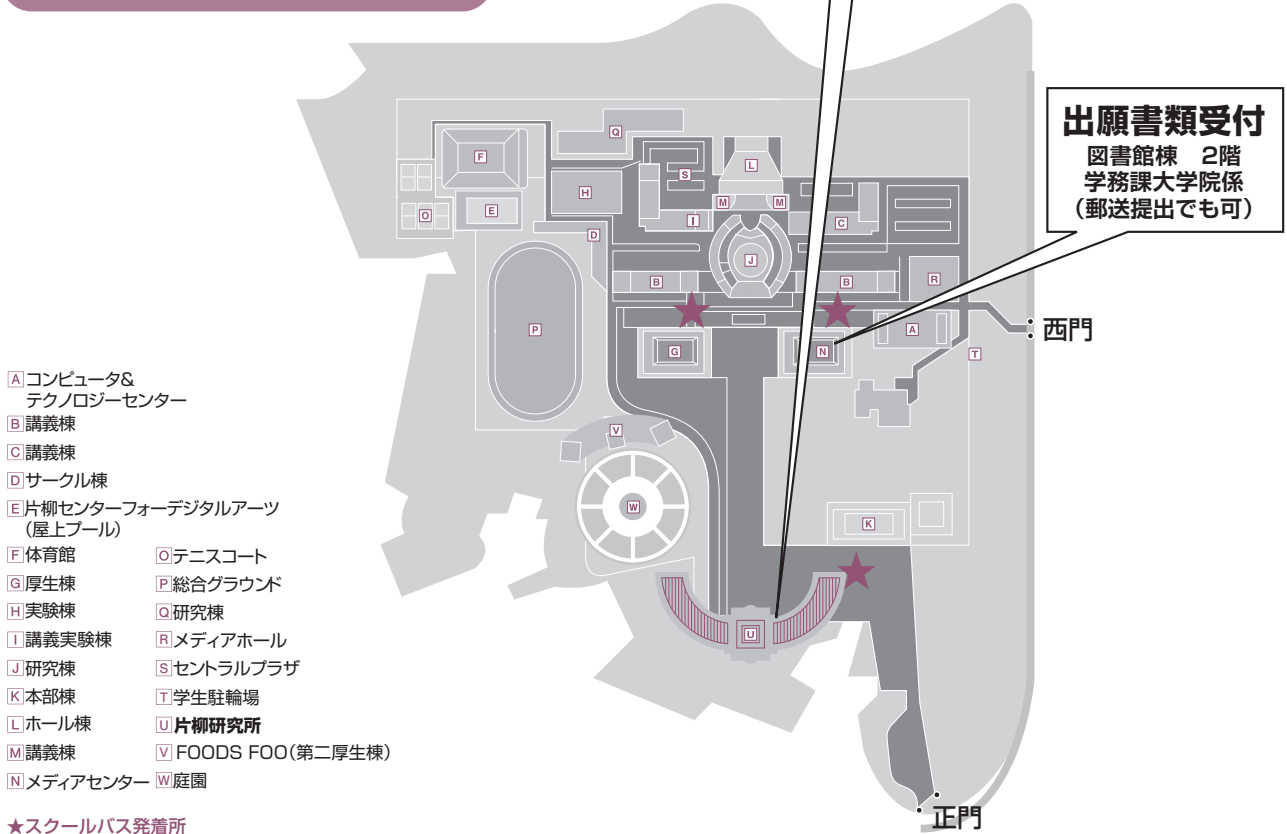 出願書類受付
図書館棟 2階
学務課大学院係
(郵送提出でも可)
Q
F
S
L
H
M
M
O
E
I
C
D
J
B
B
R
P
G
N
A
T
西門
V
W
K
U
正門
A コンピュータ&
テクノロジーセンター
B 講義棟
C 講義棟
D サークル棟
E 片柳センターフォーデジタルアーツ
(屋上プール)
F 体育館
G 厚生棟
H 実験棟
I 講義実験棟
J 研究棟
K 本部棟
L ホール棟
M 講義棟
N メディアセンター
O テニスコート
P 総合グラウンド
Q 研究棟
R メディアホール
S セントラルプラザ
T 学生駐輪場
U 片柳研究所
V FOODS FOO(第二厚生棟)
W 庭園
★スクールバス発着所